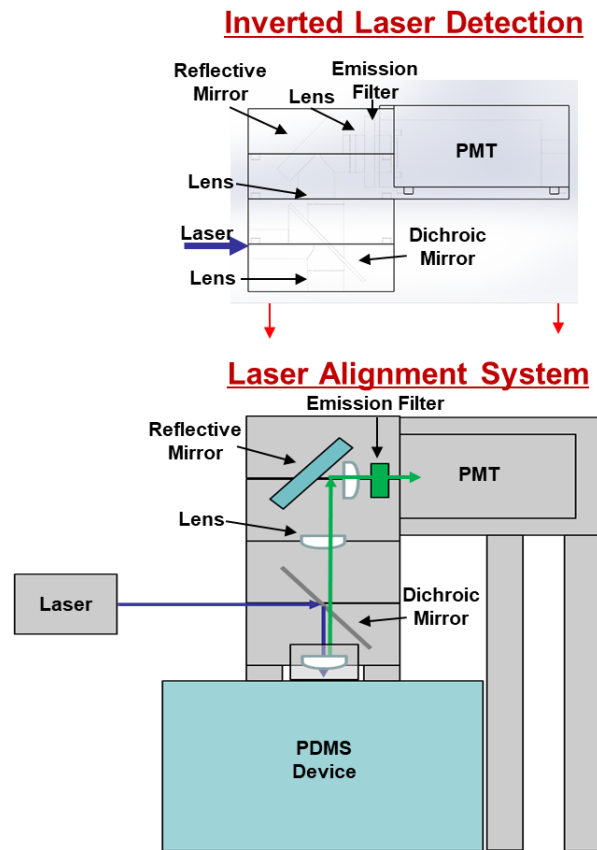 Inverted Laser Detection
Reflective
Mirror
Lens
Emission
Filter
PMT
Lens
Laser
Dichroic
Mirror
Lens
Laser Alignment System
Emission Filter
Reflective
Mirror
PMT
Lens
Laser
Dichroic
Mirror
PDMS
Device